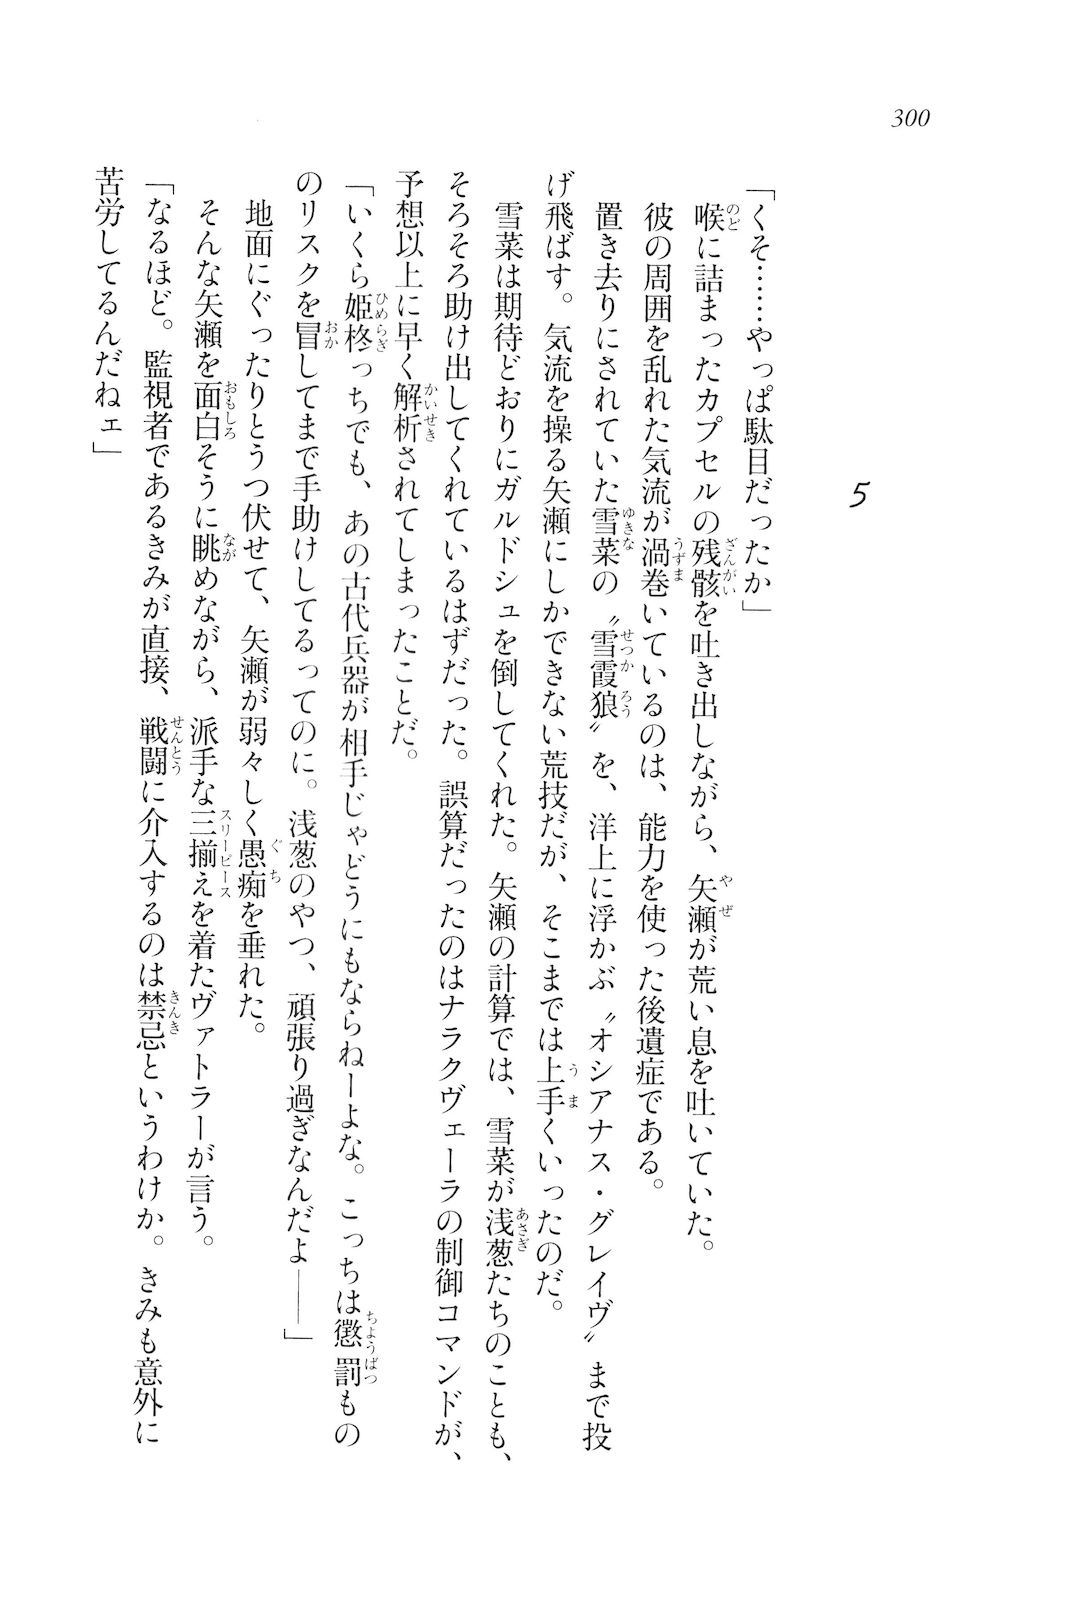 300
5
「くそ……やっぱ駄目だったか」
喉に詰まったカプセルの残骸を吐き出しながら、矢瀬が荒い息を吐いていた。
彼の周囲を乱れた気流が渦巻いているのは、能力を使った後遺症である。
置き去りにされていた雪菜の〝雪霞狼〟を、洋上に浮かぶ〝オシアナス・グレイヴ〟まで投
げ飛ばす。気流を操る矢瀬にしかできない荒技だが、そこまでは上手くいったのだ。
雪菜は期待どおりにガルドシュを倒してくれた。矢瀬の計算では、雪菜が浅葱たちのことも、
そろそろ助け出してくれているはずだった。誤算だったのはナラクヴェーラの制御コマンドが、
予想以上に早く解析されてしまったことだ。
「いくら姫柊っちでも、あの古代兵器が相手じゃどうにもならねーよな。こっちは懲罰もの
のリスクを冒してまで手助けしてるってのに。浅葱のやつ、頑張り過ぎなんだよ――」
地面にぐったりとうつ伏せて、矢瀬が弱々しく愚痴を垂れた。
そんな矢瀬を面白そうに眺めながら、派手な三揃えを着たヴァトラーが言う。
「なるほど。監視者であるきみが直接、戦闘に介入するのは禁忌というわけか。きみも意外に
苦労してるんだねェ」